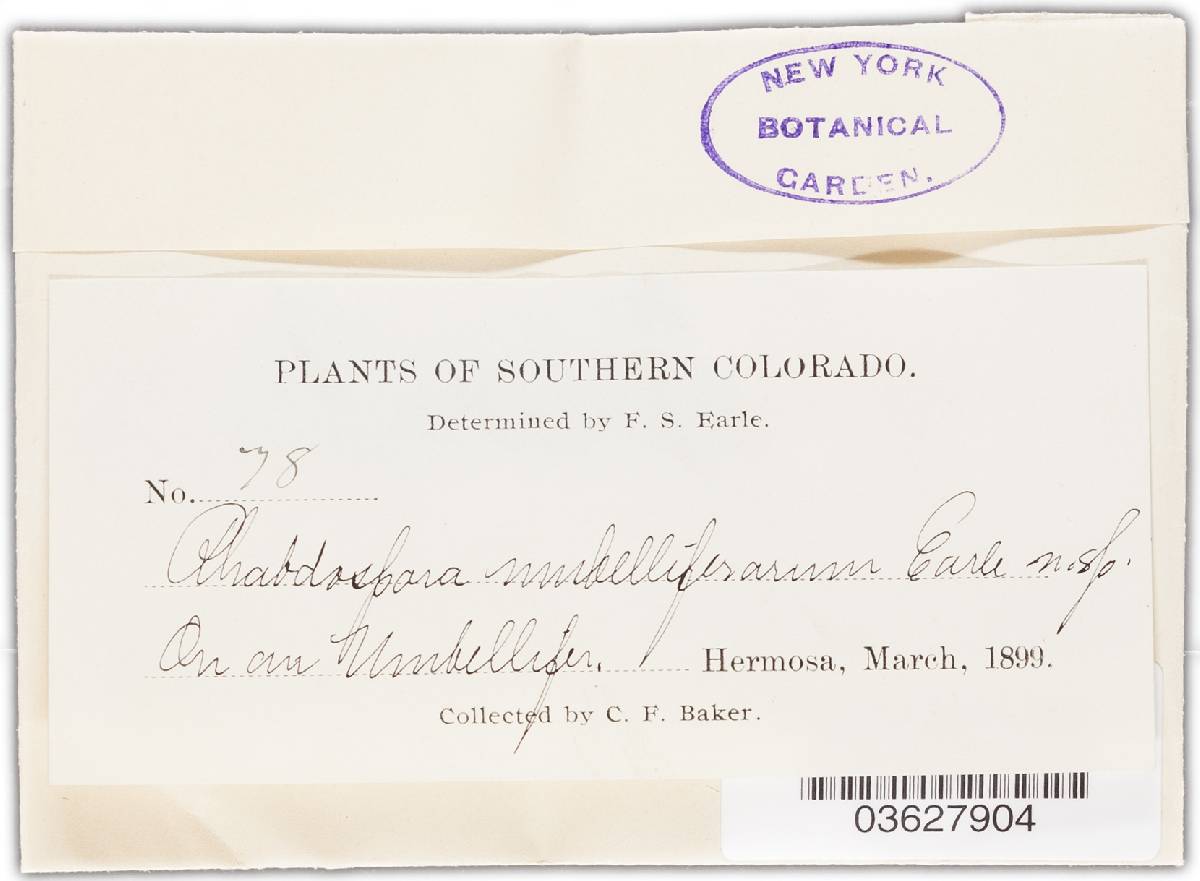 NEW YORK
BOTANICAL
GARDEN.
PLANTS OF SOUTHERN COLORADO.
Determined by F. S. Earle.
No. 78
Rhabdospora umbelliferarum Earle n.sp.
On an Umbellifer. Hermosa, March, 1899.
Collected by C. F. Baker.
03627904